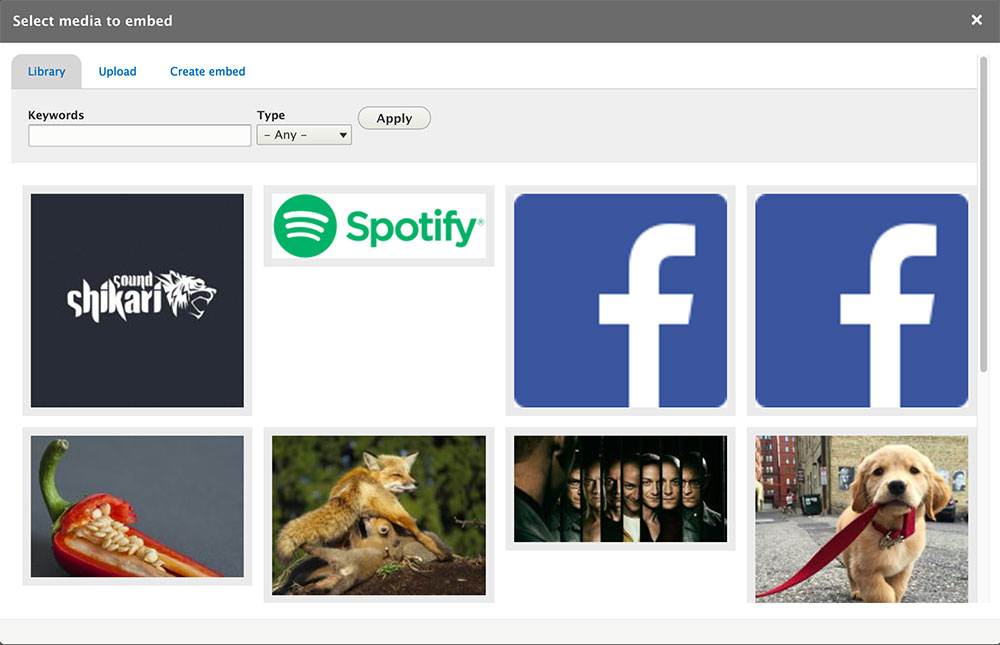 Select media to embed
Library Upload Create embed
Keywords Type
- Any - Apply
sound
shikari
Spotify®